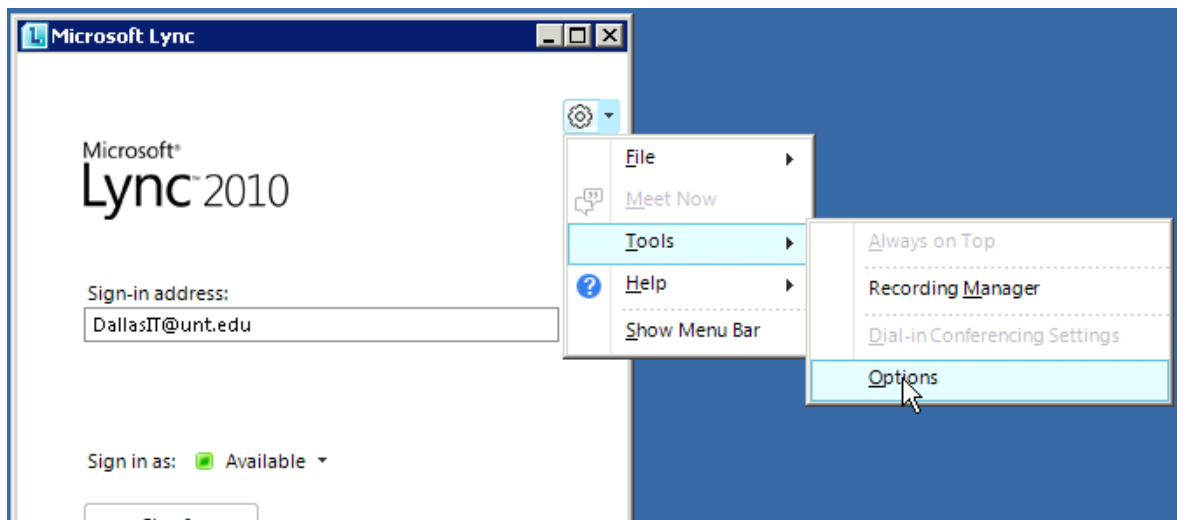 Microsoft Lync
Microsoft®
Lync™ 2010
File
Meet Now
Tools
Help
Show Menu Bar
Always on Top
Recording Manager
Dial-in Conferencing Settings
Options
Sign-in address:
DallasIT@unt.edu
Sign in as: Available